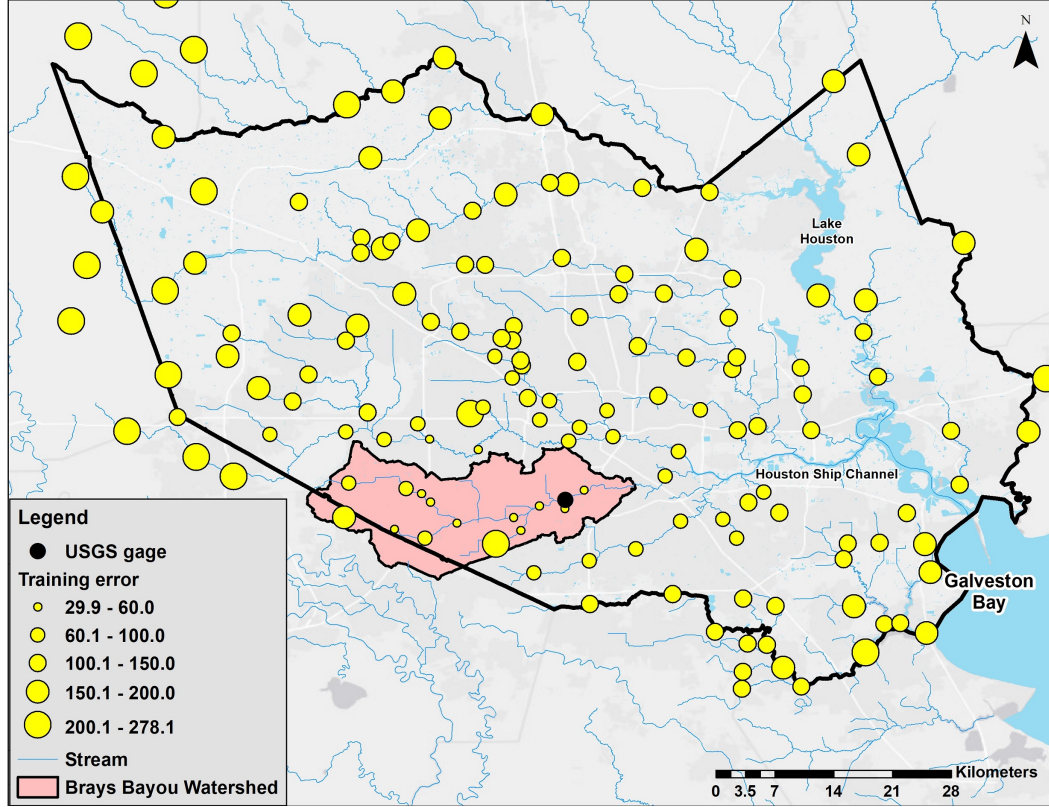 N
Lake
Houston
Houston Ship Channel
Galveston
Bay
Legend
USGS gage
Training error
29.9 - 60.0
60.1 - 100.0
100.1 - 150.0
150.1 - 200.0
200.1 - 278.1
Stream
Brays Bayou Watershed
Kilometers
0 3.5 7 14 21 28